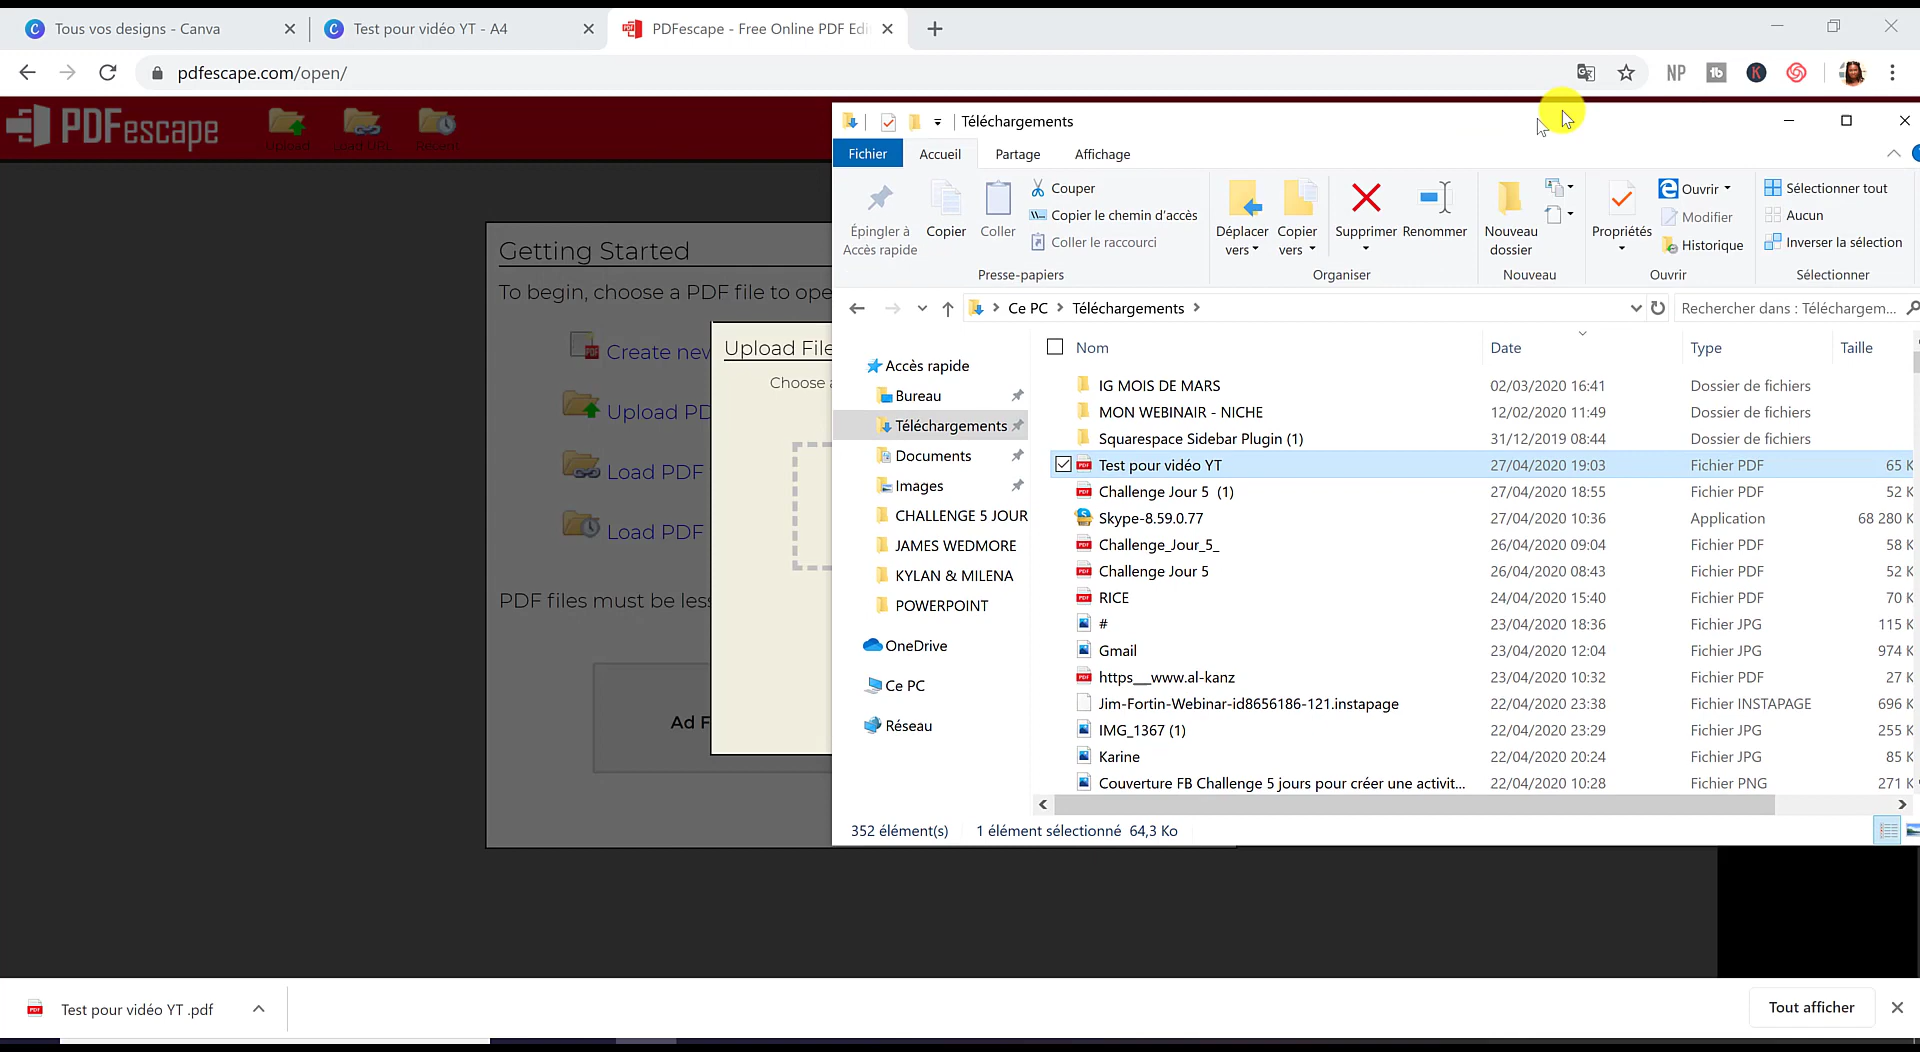 Tous vos designs - Canva
Test pour vidéo YT - A4
PDFescape - Free Online PDF Edi
pdfescape.com/open/
NP
PDFescape
Upload
Load URL
Recent
Téléchargements
Fichier
Accueil
Partage
Affichage
Épingler à
Accès rapide
Copier
Coller
Couper
Copier le chemin d'accès
Coller le raccourci
Presse-papiers
Déplacer
vers
Copier
vers
Supprimer
Renommer
Organiser
Nouveau
dossier
Nouveau
Propriétés
Ouvrir
Modifier
Historique
Ouvrir
Sélectionner tout
Aucun
Inverser la sélection
Sélectionner
Ce PC
Téléchargements
Rechercher dans : Téléchargem...
Getting Started
To begin, choose a PDF file to ope
Create new
Upload PD
Load PDF
Load PDF
PDF files must be less
Ad F
Upload File
Choose a
Accès rapide
Bureau
Téléchargements
Documents
Images
CHALLENGE 5 JOUR
JAMES WEDMORE
KYLAN & MILENA
POWERPOINT
OneDrive
Ce PC
Réseau
Nom Date Type Taille
IG MOIS DE MARS 02/03/2020 16:41 Dossier de fichiers
MON WEBINAIR - NICHE 12/02/2020 11:49 Dossier de fichiers
Squarespace Sidebar Plugin (1) 31/12/2019 08:44 Dossier de fichiers
Test pour vidéo YT 27/04/2020 19:03 Fichier PDF 65 K
Challenge Jour 5 (1) 27/04/2020 18:55 Fichier PDF 52 K
Skype-8.59.0.77 27/04/2020 10:36 Application 68 280 K
Challenge_Jour_5_ 26/04/2020 09:04 Fichier PDF 58 K
Challenge Jour 5 26/04/2020 08:43 Fichier PDF 52 K
RICE 24/04/2020 15:40 Fichier PDF 70 K
# 23/04/2020 18:36 Fichier JPG 115 K
Gmail 23/04/2020 12:04 Fichier JPG 974 K
https__www.al-kanz 23/04/2020 10:32 Fichier PDF 27 K
Jim-Fortin-Webinar-id8656186-121.instapage 22/04/2020 23:38 Fichier INSTAPAGE 696 K
IMG_1367 (1) 22/04/2020 23:29 Fichier JPG 255 K
Karine 22/04/2020 20:24 Fichier JPG 85 K
Couverture FB Challenge 5 jours pour créer une activit... 22/04/2020 10:28 Fichier PNG 271 K
352 élément(s) 1 élément sélectionné 64,3 Ko
Test pour vidéo YT .pdf
Tout afficher